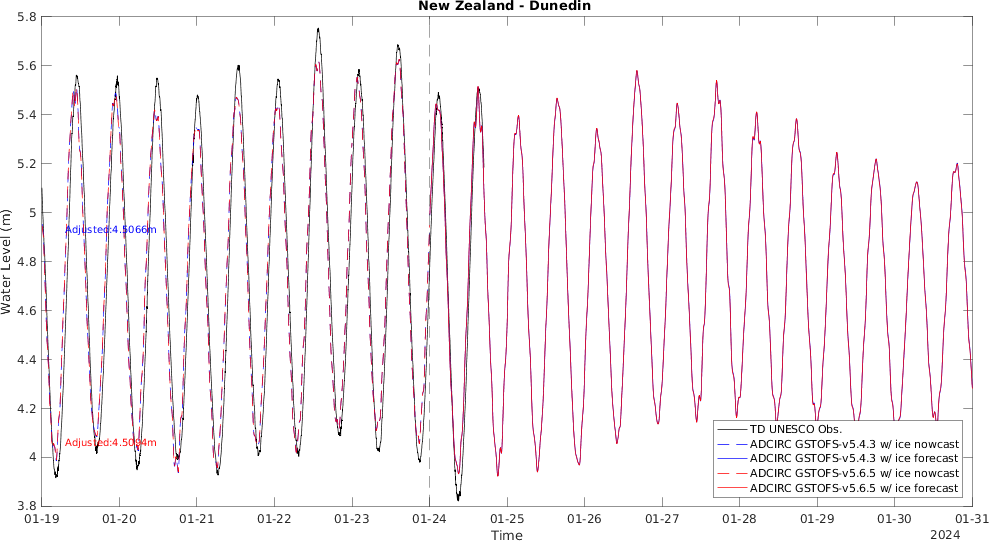 New Zealand - Dunedin
5.8
5.6
5.4
5.2
5
4.8
4.6
4.4
4.2
4
3.8
Water Level (m)
Adjusted:4.5066m
Adjusted:4.5094m
TD UNESCO Obs.
ADCIRC GSTOFS-v5.4.3 w/ ice nowcast
ADCIRC GSTOFS-v5.4.3 w/ ice forecast
ADCIRC GSTOFS-v5.6.5 w/ ice nowcast
ADCIRC GSTOFS-v5.6.5 w/ ice forecast
01-19 01-20 01-21 01-22 01-23 01-24 01-25 01-26 01-27 01-28 01-29 01-30 01-31
Time
2024